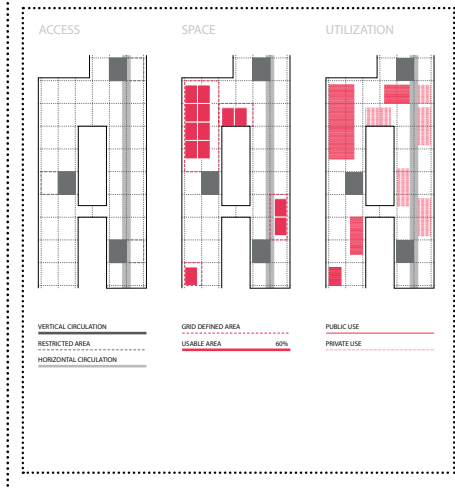 ACCESS
SPACE
UTILIZATION
VERTICAL CIRCULATION
RESTRICTED AREA
HORIZONTAL CIRCULATION
GRID DEFINED AREA
USABLE AREA 60%
PUBLIC USE
PRIVATE USE